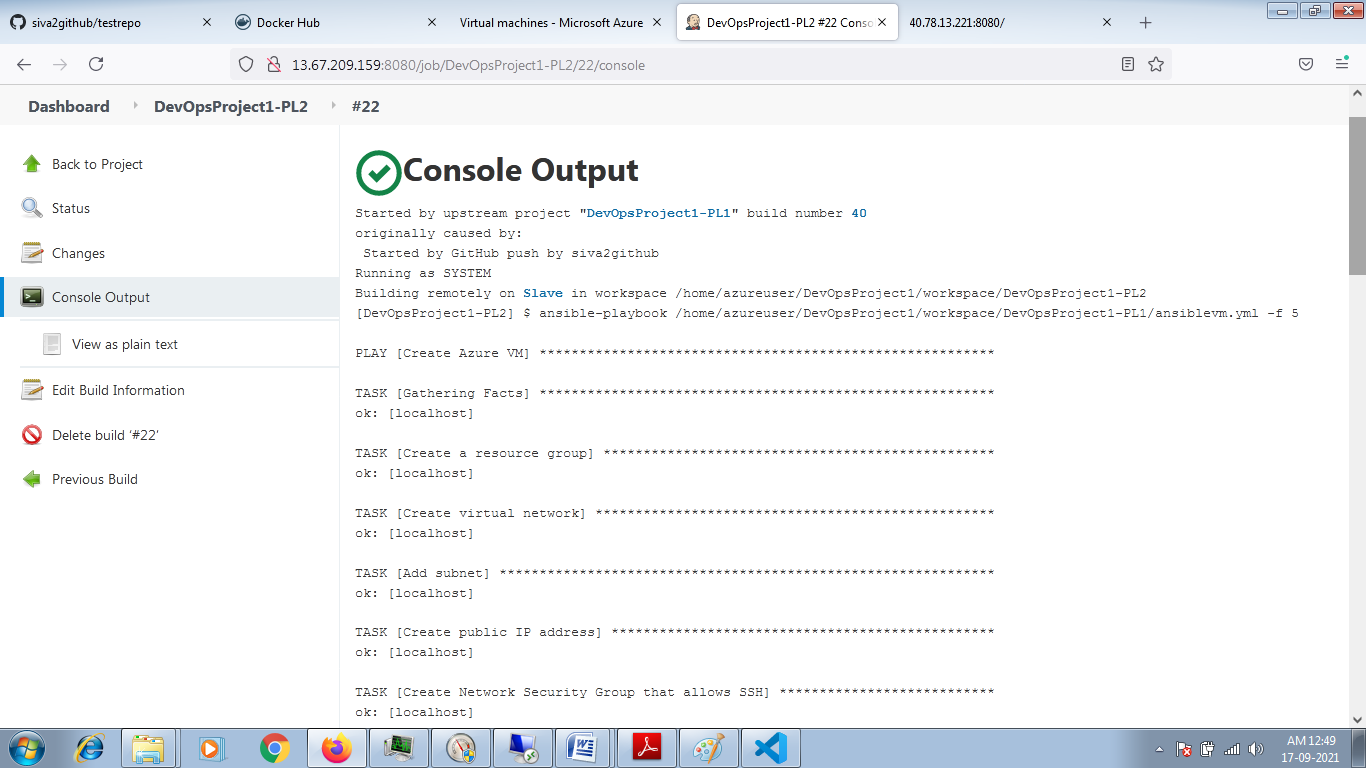 siva2github/testrepo
Docker Hub
Virtual machines - Microsoft Azure
DevOpsProject1-PL2 #22 Conso
40.78.13.221:8080/
13.67.209.159:8080/job/DevOpsProject1-PL2/22/console
Dashboard
DevOpsProject1-PL2
#22
Back to Project
Status
Changes
Console Output
View as plain text
Edit Build Information
Delete build '#22'
Previous Build
Console Output
Started by upstream project "DevOpsProject1-PL1" build number 40
originally caused by:
Started by GitHub push by siva2github
Running as SYSTEM
Building remotely on Slave in workspace /home/azureuser/DevOpsProject1/workspace/DevOpsProject1-PL2
[DevOpsProject1-PL2] $ ansible-playbook /home/azureuser/DevOpsProject1/workspace/DevOpsProject1-PL1/ansiblevm.yml -f 5
PLAY [Create Azure VM] *********************************************************
TASK [Gathering Facts] *********************************************************
ok: [localhost]
TASK [Create a resource group] *************************************************
ok: [localhost]
TASK [Create virtual network] **************************************************
ok: [localhost]
TASK [Add subnet] **************************************************************
ok: [localhost]
TASK [Create public IP address] ************************************************
ok: [localhost]
TASK [Create Network Security Group that allows SSH] ***************************
ok: [localhost]
AM 12:49
17-09-2021